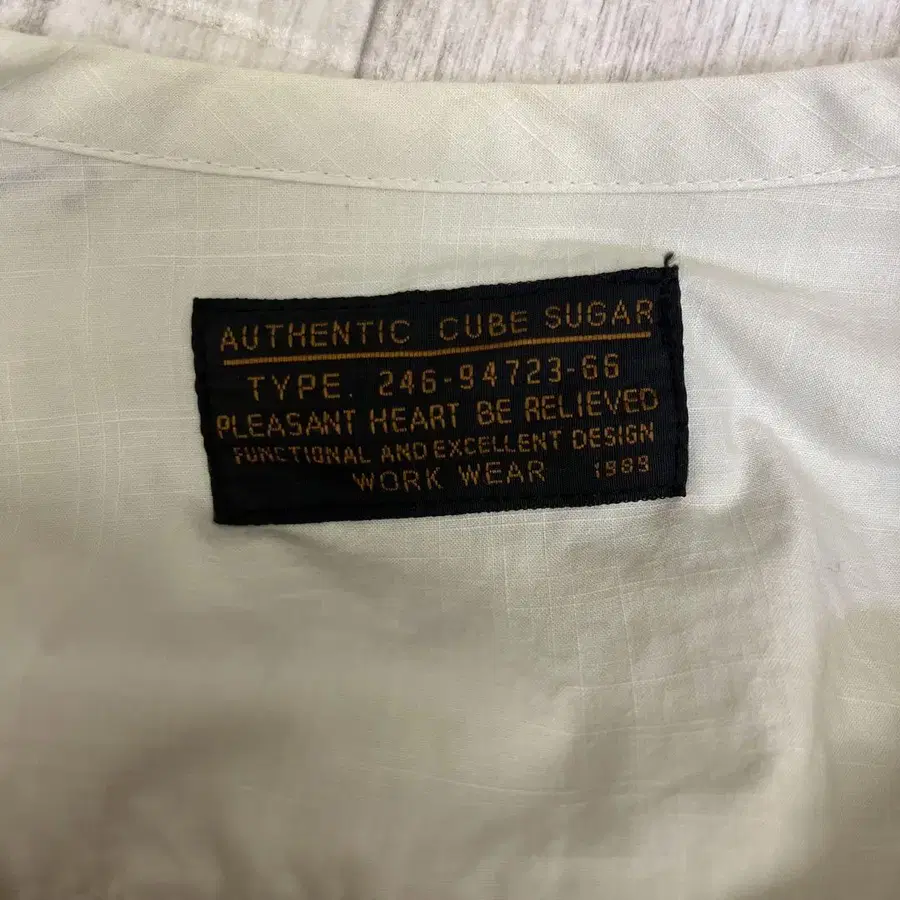 AUTHENTIC CUBE SUGAR
TYPE. 246-94723-66
PLEASANT HEART BE RELIEVED
FUNCTIONAL AND EXCELLENT DESIGN
WORK WEAR 1989